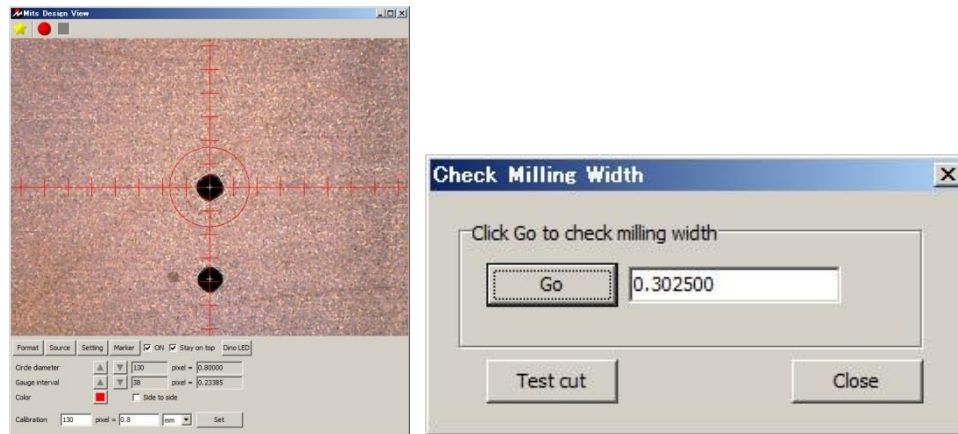 Mits Design View
Format Source Setting Marker ON Stay on top Dino LED
Circle diameter 130 pixel = 0.80000
Gauge interval 38 pixel = 0.23385
Color Side to side
Calibration 130 pixel = 0.8 mm Set
Check Milling Width
Click Go to check milling width
Go 0.302500
Test cut Close